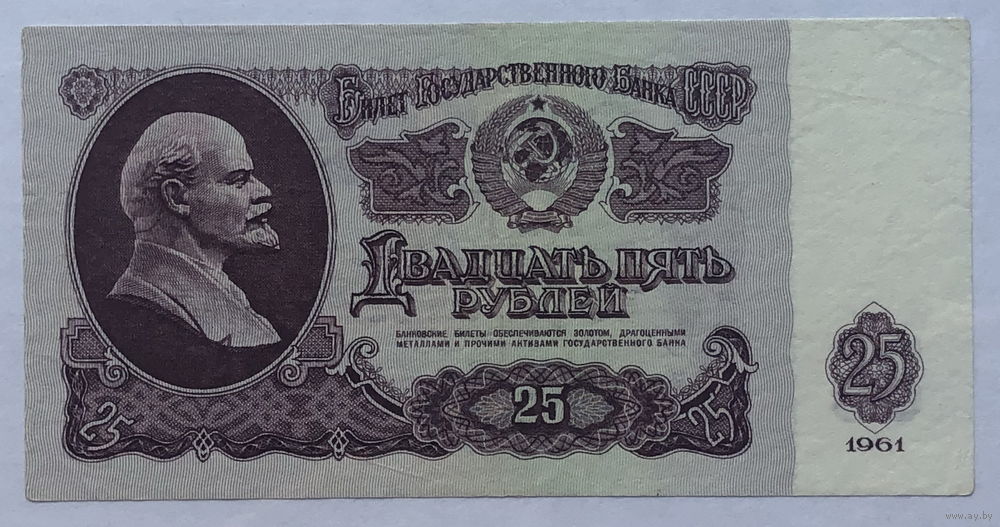 Билет Государственного Банка СССР
Двадцать пять
рублей
БАНКОВСКИЕ БИЛЕТЫ ОБЕСПЕЧИВАЮТСЯ ЗОЛОТОМ, ДРАГОЦЕННЫМИ
МЕТАЛЛАМИ И ПРОЧИМИ АКТИВАМИ ГОСУДАРСТВЕННОГО БАНКА
25
25
25
25
1961
www.ay.by